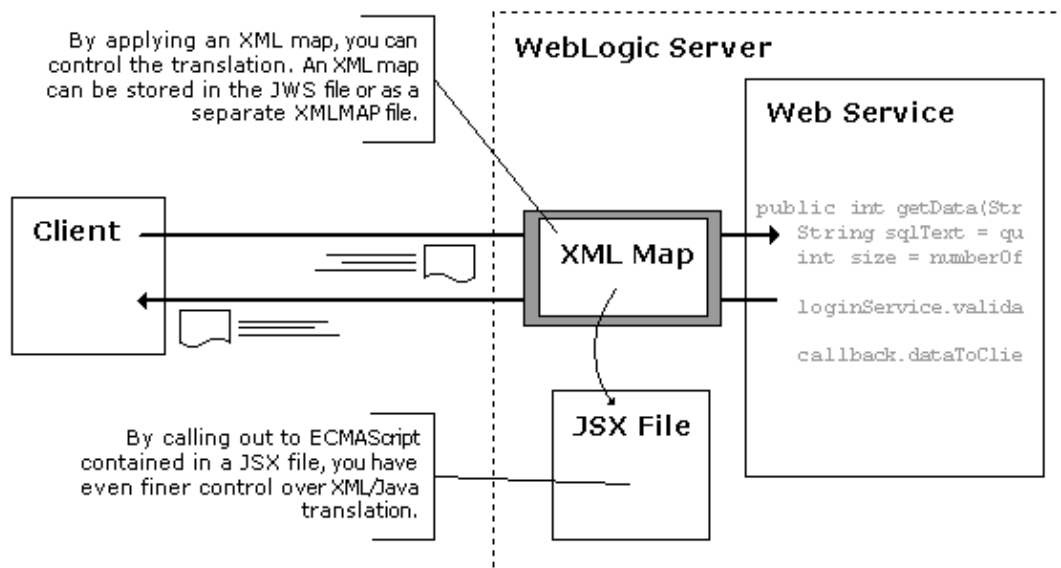 By applying an XML map, you can
control the translation. An XML map
can be stored in the JWS file or as a
separate XMLMAP file.
WebLogic Server
Web Service
public int getData(Str
String sqlText = qu
int size = numberOf
loginService.valida
callback.dataToClie
Client
XML Map
JSX File
By calling out to ECMAScript
contained in a JSX file, you have
even finer control over XML/Java
translation.